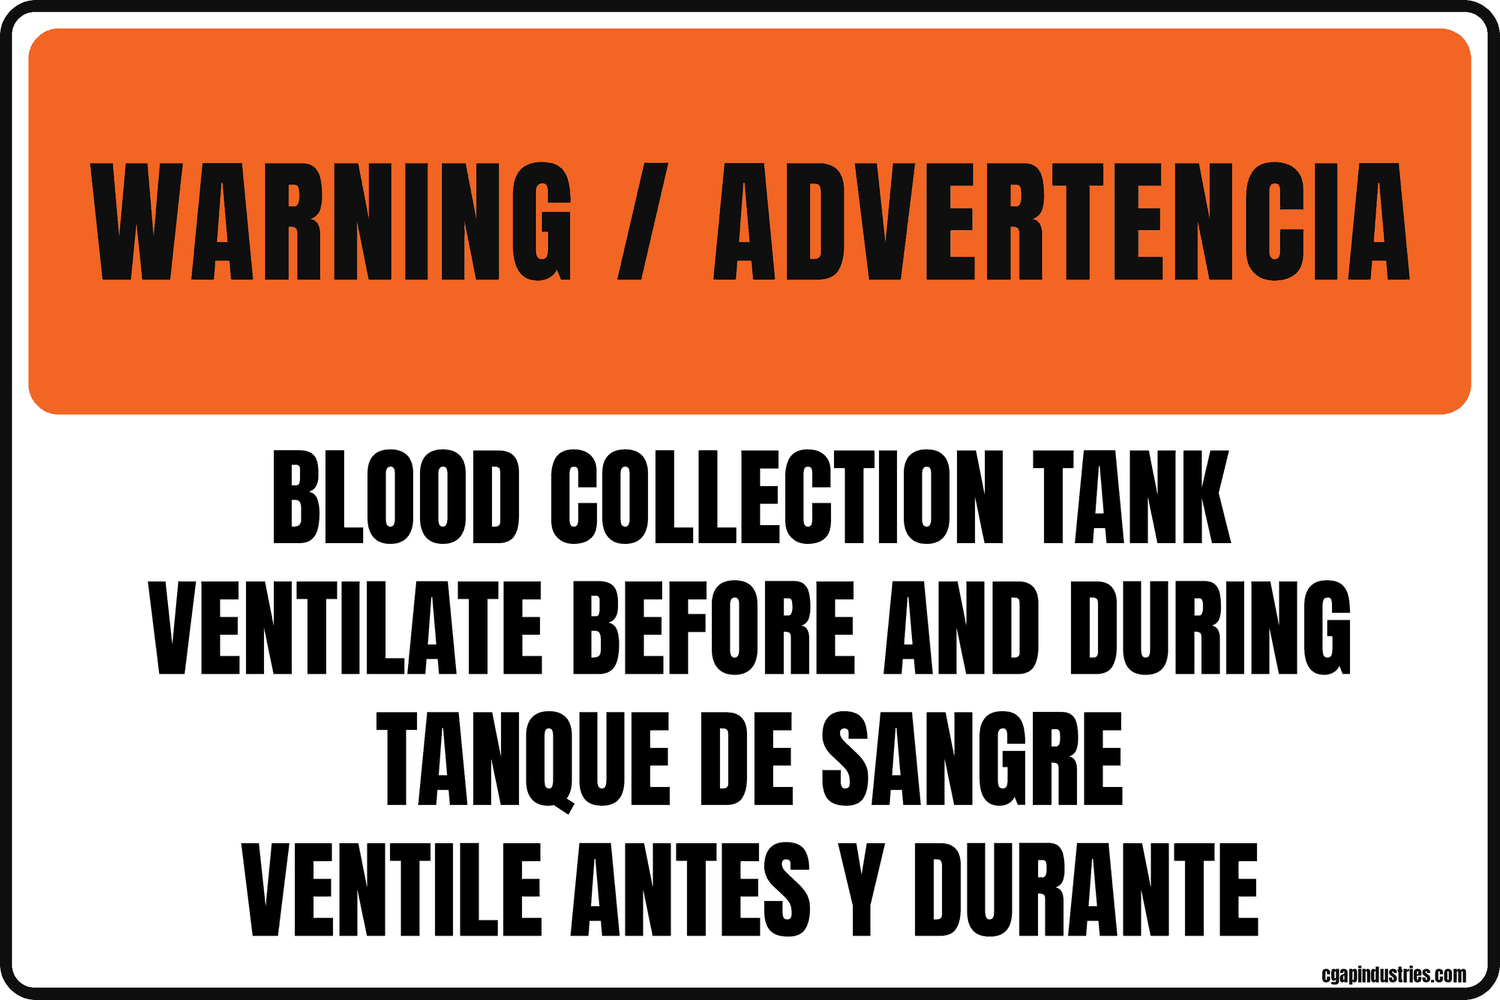 WARNING / ADVERTENCIA
BLOOD COLLECTION TANK
VENTILATE BEFORE AND DURING
TANQUE DE SANGRE
VENTILE ANTES Y DURANTE
cgapindustries.com